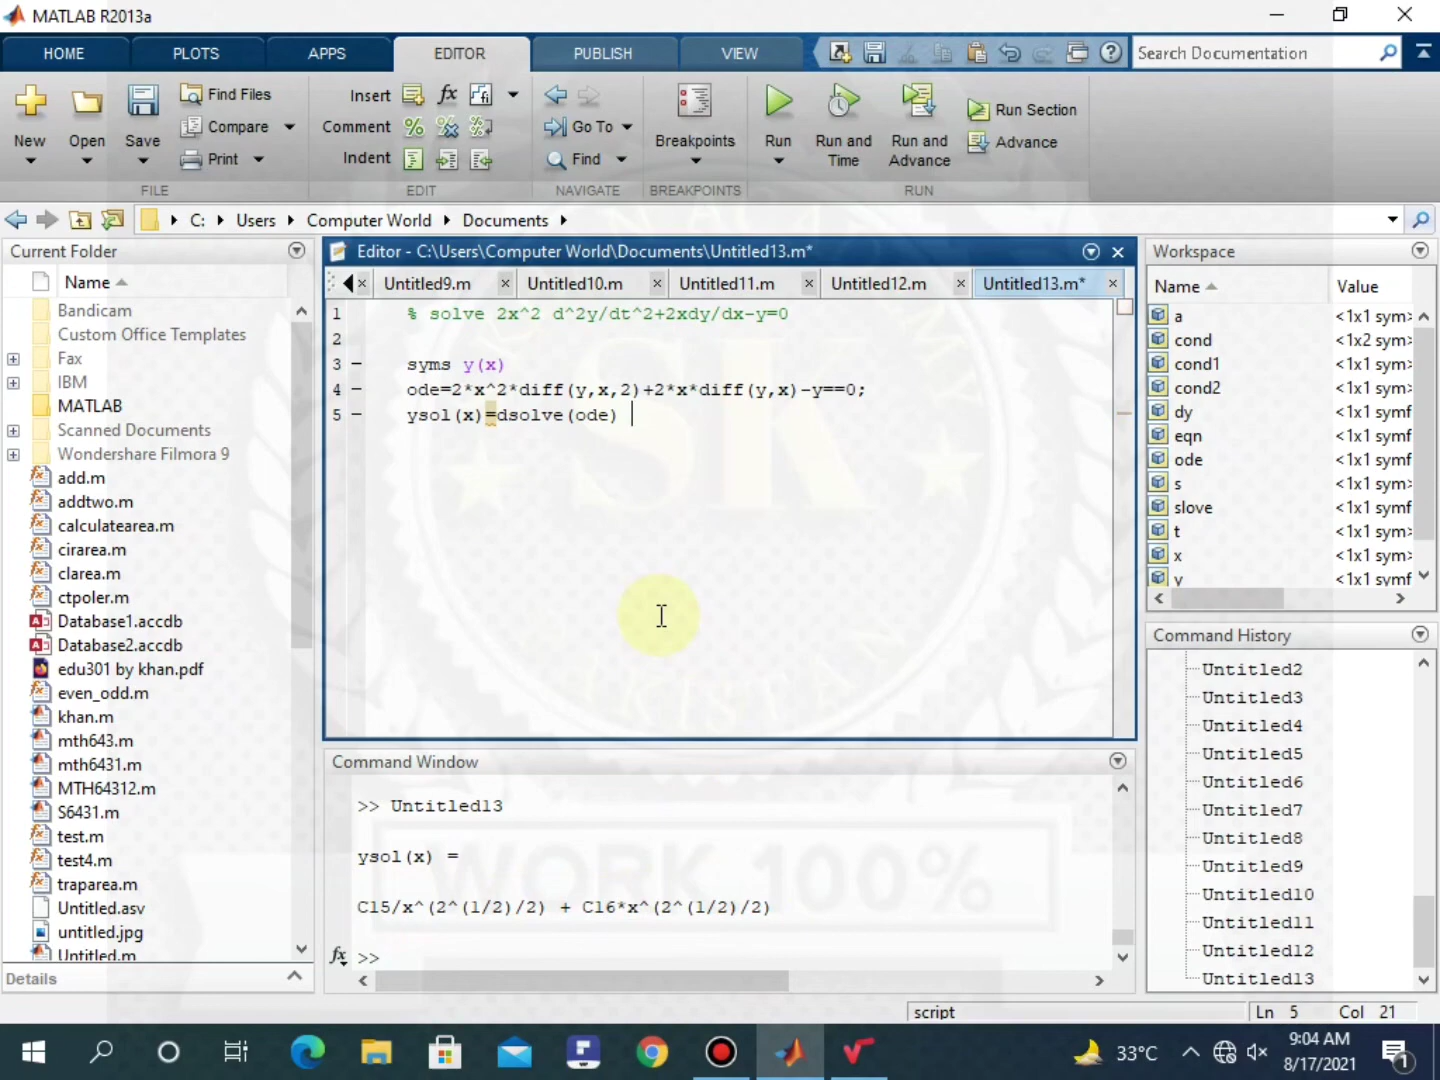 MATLAB R2013a
HOME PLOTS APPS EDITOR PUBLISH VIEW Search Documentation
New Open Save Find Files Compare Print
FILE
Insert fx Comment Indent
EDIT
Go To Find
NAVIGATE
Breakpoints
BREAKPOINTS
Run Run and Time Run and Advance Run Section Advance
RUN
C: Users Computer World Documents
Current Folder
Name
Bandicam
Custom Office Templates
Fax
IBM
MATLAB
Scanned Documents
Wondershare Filmora 9
add.m
addtwo.m
calculatearea.m
cirarea.m
clarea.m
ctpoler.m
Database1.accdb
Database2.accdb
edu301 by khan.pdf
even_odd.m
khan.m
mth643.m
mth6431.m
MTH64312.m
S6431.m
test.m
test4.m
traparea.m
Untitled.asv
untitled.jpg
Untitled.m
Details
Editor - C:\Users\Computer World\Documents\Untitled13.m*
Untitled9.m Untitled10.m Untitled11.m Untitled12.m Untitled13.m*
1 % solve 2x^2 d^2y/dt^2+2xdy/dx-y=0
2
3 - syms y(x)
4 - ode=2*x^2*diff(y,x,2)+2*x*diff(y,x)-y==0;
5 - ysol(x)=dsolve(ode)
SK
Command Window
>> Untitled13
ysol(x) =
WORK 100%
C15/x^(2^(1/2)/2) + C16*x^(2^(1/2)/2)
fx >>
Workspace
Name Value
a <1x1 sym>
cond <1x2 sym>
cond1 <1x1 sym>
cond2 <1x1 sym>
dy <1x1 symf
eqn <1x1 symf
ode <1x1 symf
s <1x1 sym>
slove <1x1 symf
t <1x1 sym>
x <1x1 sym>
y <1x1 symf
Command History
Untitled2
Untitled3
Untitled4
Untitled5
Untitled6
Untitled7
Untitled8
Untitled9
Untitled10
Untitled11
Untitled12
Untitled13
script Ln 5 Col 21
33°C 9:04 AM
8/17/2021
1